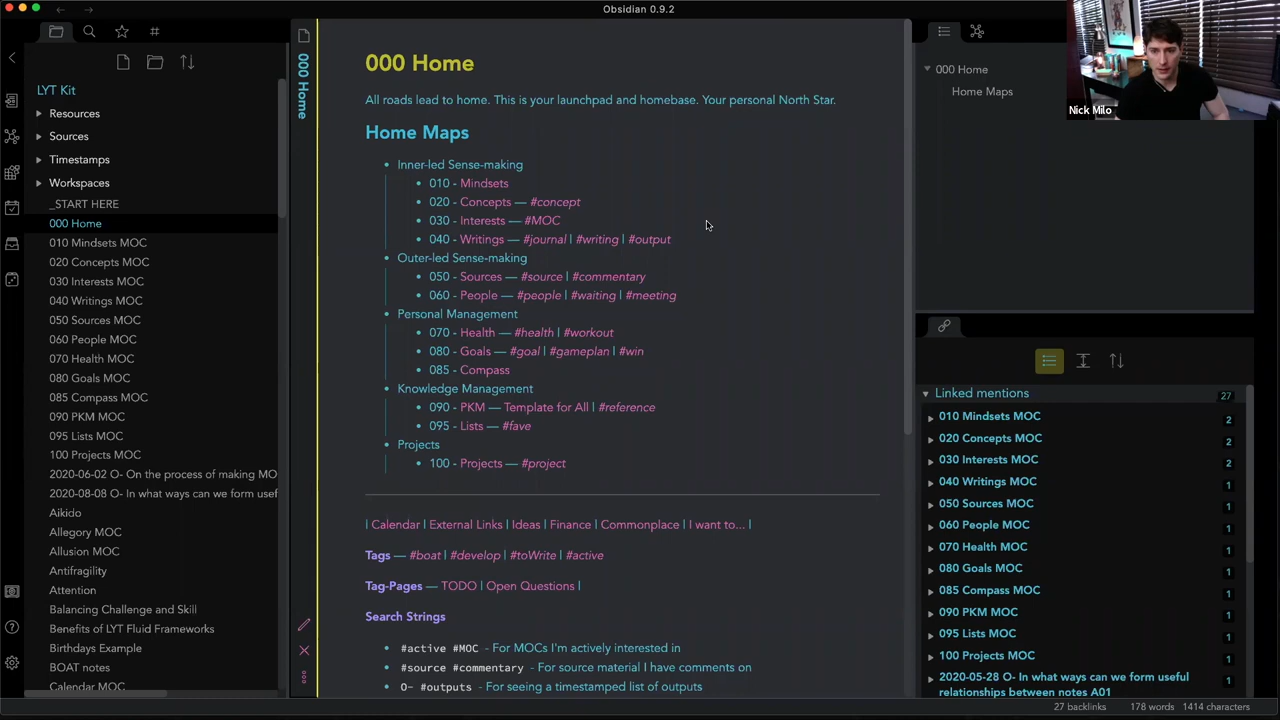 Obsidian 0.9.2
LYT Kit
Resources
Sources
Timestamps
Workspaces
_START HERE
000 Home
010 Mindsets MOC
020 Concepts MOC
030 Interests MOC
040 Writings MOC
050 Sources MOC
060 People MOC
070 Health MOC
080 Goals MOC
085 Compass MOC
090 PKM MOC
095 Lists MOC
100 Projects MOC
2020-06-02 O- On the process of making MO
2020-08-08 O- In what ways can we form usef
Aikido
Allegory MOC
Allusion MOC
Antifragility
Attention
Balancing Challenge and Skill
Benefits of LYT Fluid Frameworks
Birthdays Example
BOAT notes
Calendar MOC
000 Home
000 Home
All roads lead to home. This is your launchpad and homebase. Your personal North Star.
Home Maps
Inner-led Sense-making
010 - Mindsets
020 - Concepts — #concept
030 - Interests — #MOC
040 - Writings — #journal | #writing | #output
Outer-led Sense-making
050 - Sources — #source | #commentary
060 - People — #people | #waiting | #meeting
Personal Management
070 - Health — #health | #workout
080 - Goals — #goal | #gameplan | #win
085 - Compass
Knowledge Management
090 - PKM — Template for All | #reference
095 - Lists — #fave
Projects
100 - Projects — #project
| Calendar | External Links | Ideas | Finance | Commonplace | I want to... |
Tags — #boat | #develop | #toWrite | #active
Tag-Pages — TODO | Open Questions |
Search Strings
#active #MOC - For MOCs I'm actively interested in
#source #commentary - For source material I have comments on
O- #outputs - For seeing a timestamped list of outputs
000 Home
Home Maps
Nick Milo
Linked mentions 27
010 Mindsets MOC 2
020 Concepts MOC 2
030 Interests MOC 2
040 Writings MOC 1
050 Sources MOC 1
060 People MOC 1
070 Health MOC 1
080 Goals MOC 1
085 Compass MOC 1
090 PKM MOC 1
095 Lists MOC 1
100 Projects MOC 1
2020-05-28 O- In what ways can we form useful 1
relationships between notes A01
27 backlinks 178 words 1414 characters